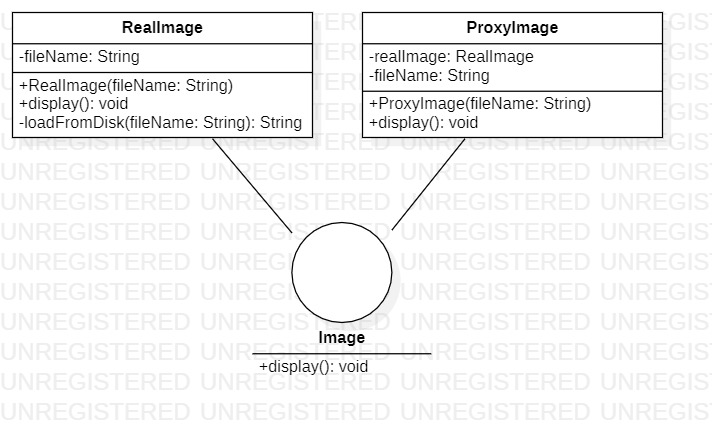 RealImage
-fileName: String
+RealImage(fileName: String)
+display(): void
-loadFromDisk(fileName: String): String
ProxyImage
-realImage: RealImage
-fileName: String
+ProxyImage(fileName: String)
+display(): void
Image
+display(): void
UNREGISTERED UNREGISTERED UNREGISTERED UNREGISTERED